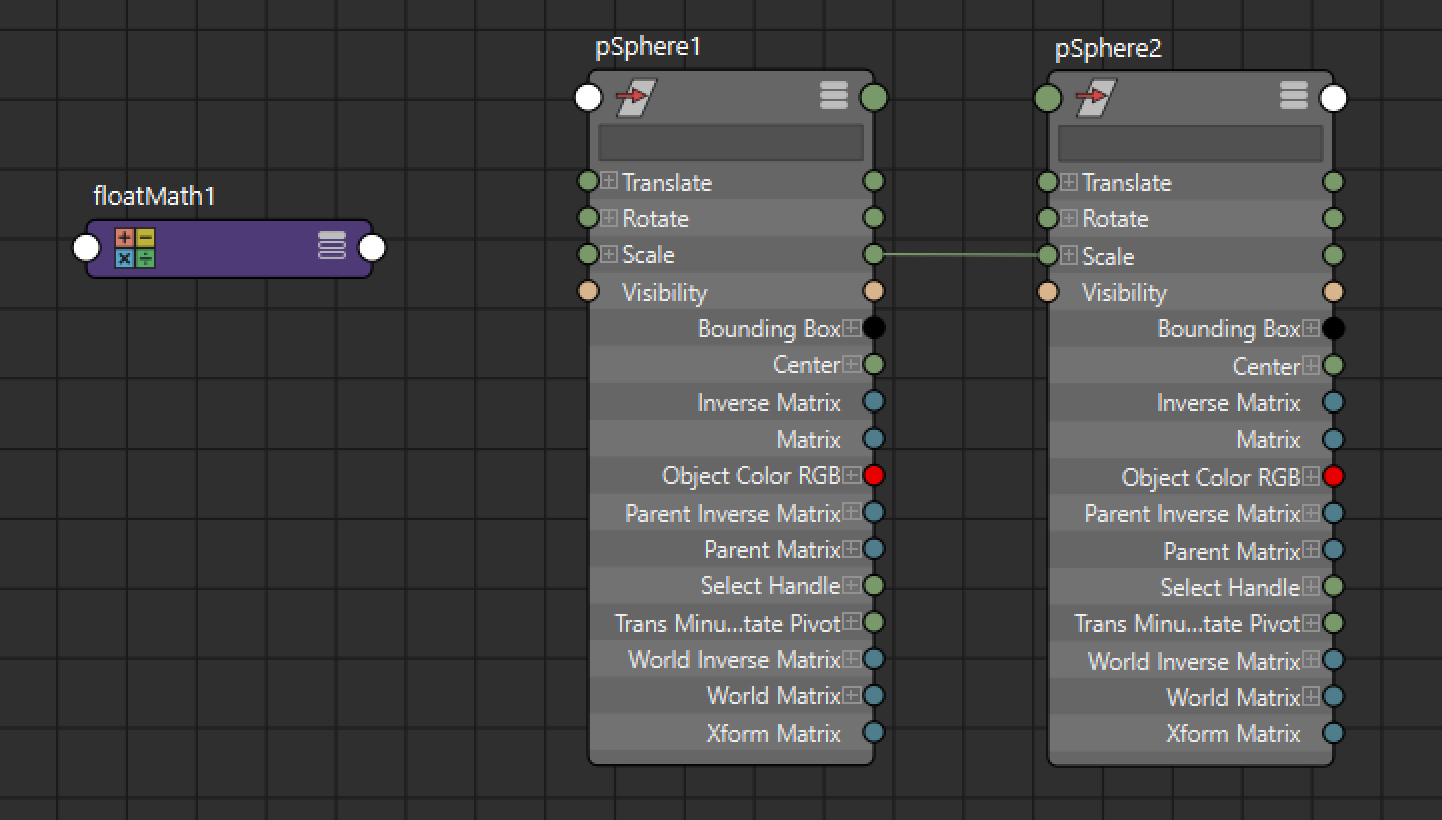 floatMath1
pSphere1
Translate
Rotate
Scale
Visibility
Bounding Box
Center
Inverse Matrix
Matrix
Object Color RGB
Parent Inverse Matrix
Parent Matrix
Select Handle
Trans Minu...tate Pivot
World Inverse Matrix
World Matrix
Xform Matrix
pSphere2
Translate
Rotate
Scale
Visibility
Bounding Box
Center
Inverse Matrix
Matrix
Object Color RGB
Parent Inverse Matrix
Parent Matrix
Select Handle
Trans Minu...tate Pivot
World Inverse Matrix
World Matrix
Xform Matrix